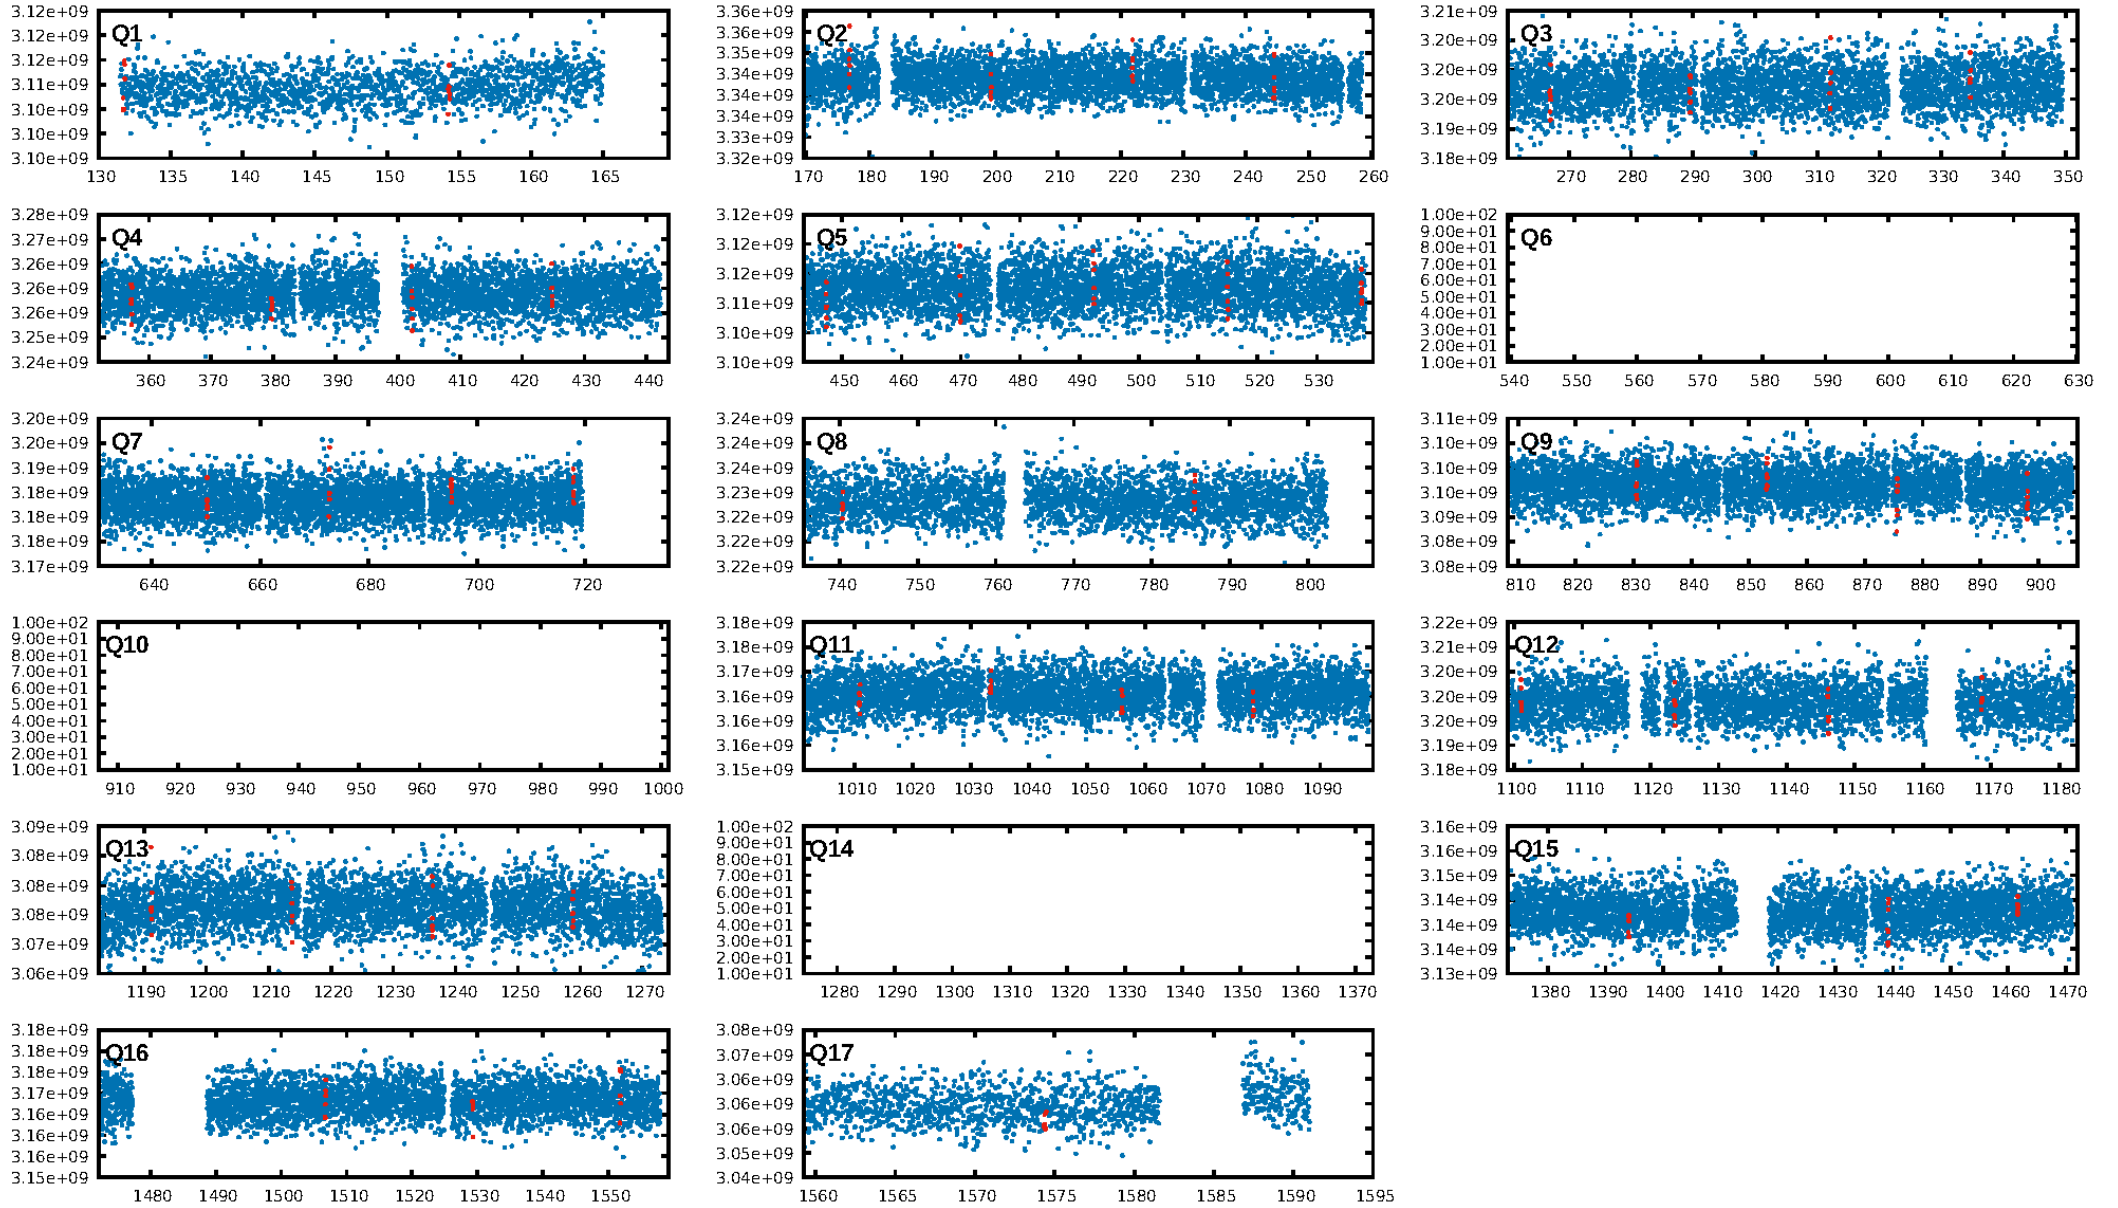 Q1
3.12e+09
3.12e+09
3.12e+09
3.11e+09
3.10e+09
3.10e+09
3.10e+09
130 135 140 145 150 155 160 165
Q2
3.36e+09
3.36e+09
3.35e+09
3.34e+09
3.34e+09
3.34e+09
3.33e+09
3.32e+09
170 180 190 200 210 220 230 240 250 260
Q3
3.21e+09
3.20e+09
3.20e+09
3.20e+09
3.19e+09
3.18e+09
270 280 290 300 310 320 330 340 350
Q4
3.28e+09
3.27e+09
3.26e+09
3.26e+09
3.26e+09
3.25e+09
3.24e+09
360 370 380 390 400 410 420 430 440
Q5
3.12e+09
3.12e+09
3.12e+09
3.11e+09
3.10e+09
3.10e+09
450 460 470 480 490 500 510 520 530
Q6
1.00e+02
9.00e+01
8.00e+01
7.00e+01
6.00e+01
5.00e+01
4.00e+01
3.00e+01
2.00e+01
1.00e+01
540 550 560 570 580 590 600 610 620 630
Q7
3.20e+09
3.20e+09
3.19e+09
3.18e+09
3.18e+09
3.18e+09
3.17e+09
640 660 680 700 720
Q8
3.24e+09
3.24e+09
3.24e+09
3.23e+09
3.22e+09
3.22e+09
3.22e+09
740 750 760 770 780 790 800
Q9
3.11e+09
3.10e+09
3.10e+09
3.10e+09
3.09e+09
3.08e+09
3.08e+09
810 820 830 840 850 860 870 880 890 900
Q10
1.00e+02
9.00e+01
8.00e+01
7.00e+01
6.00e+01
5.00e+01
4.00e+01
3.00e+01
2.00e+01
1.00e+01
910 920 930 940 950 960 970 980 990 1000
Q11
3.18e+09
3.18e+09
3.17e+09
3.16e+09
3.16e+09
3.16e+09
3.15e+09
1010 1020 1030 1040 1050 1060 1070 1080 1090
Q12
3.22e+09
3.20e+09
3.20e+09
3.20e+09
3.20e+09
3.19e+09
3.18e+09
1100 1110 1120 1130 1140 1150 1160 1170 1180
Q13
3.09e+09
3.08e+09
3.08e+09
3.08e+09
3.07e+09
3.06e+09
1190 1200 1210 1220 1230 1240 1250 1260 1270
Q14
1.00e+02
9.00e+01
8.00e+01
7.00e+01
6.00e+01
5.00e+01
4.00e+01
3.00e+01
2.00e+01
1.00e+01
1280 1290 1300 1310 1320 1330 1340 1350 1360 1370
Q15
3.16e+09
3.16e+09
3.15e+09
3.14e+09
3.14e+09
3.14e+09
3.13e+09
1380 1390 1400 1410 1420 1430 1440 1450 1460 1470
Q16
3.18e+09
3.18e+09
3.18e+09
3.17e+09
3.16e+09
3.16e+09
3.16e+09
3.15e+09
1480 1490 1500 1510 1520 1530 1540 1550
Q17
3.08e+09
3.07e+09
3.06e+09
3.06e+09
3.06e+09
3.05e+09
3.04e+09
1560 1565 1570 1575 1580 1585 1590 1595